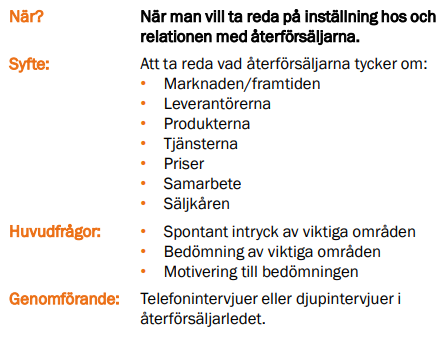 När? När man vill ta reda på inställning hos och
relationen med återförsäljarna.
Syfte: Att ta reda vad återförsäljarna tycker om:
• Marknaden/framtiden
• Leverantörerna
• Produkterna
• Tjänsterna
• Priser
• Samarbete
• Säljkåren
Huvudfrågor: • Spontant intryck av viktiga områden
• Bedömning av viktiga områden
• Motivering till bedömningen
Genomförande: Telefonintervjuer eller djupintervjuer i
återförsäljarledet.